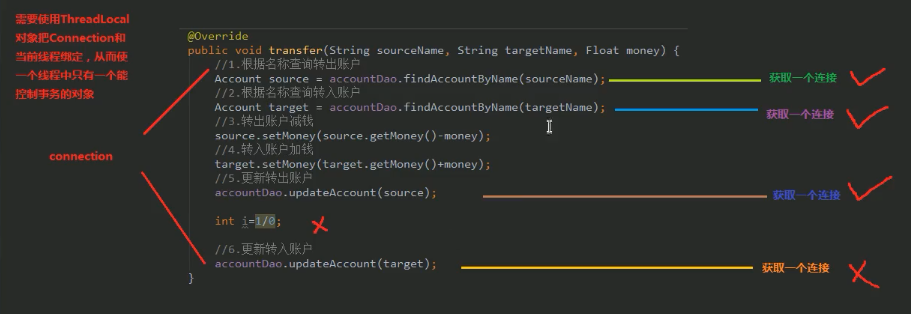 需要使用ThreadLocal
对象把Connection和
当前线程绑定,从而使
一个线程中只有一个能
控制事务的对象
connection
@Override
public void transfer(String sourceName, String targetName, Float money) {
//1.根据名称查询转出账户
Account source = accountDao.findAccountByName(sourceName);
获取一个连接
//2.根据名称查询转入账户
Account target = accountDao.findAccountByName(targetName);
获取一个连接
//3.转出账户减钱
source.setMoney(source.getMoney()-money);
//4.转入账户加钱
target.setMoney(target.getMoney()+money);
//5.更新转出账户
accountDao.updateAccount(source);
获取一个连接
int i=1/0;
//6.更新转入账户
accountDao.updateAccount(target);
获取一个连接
}